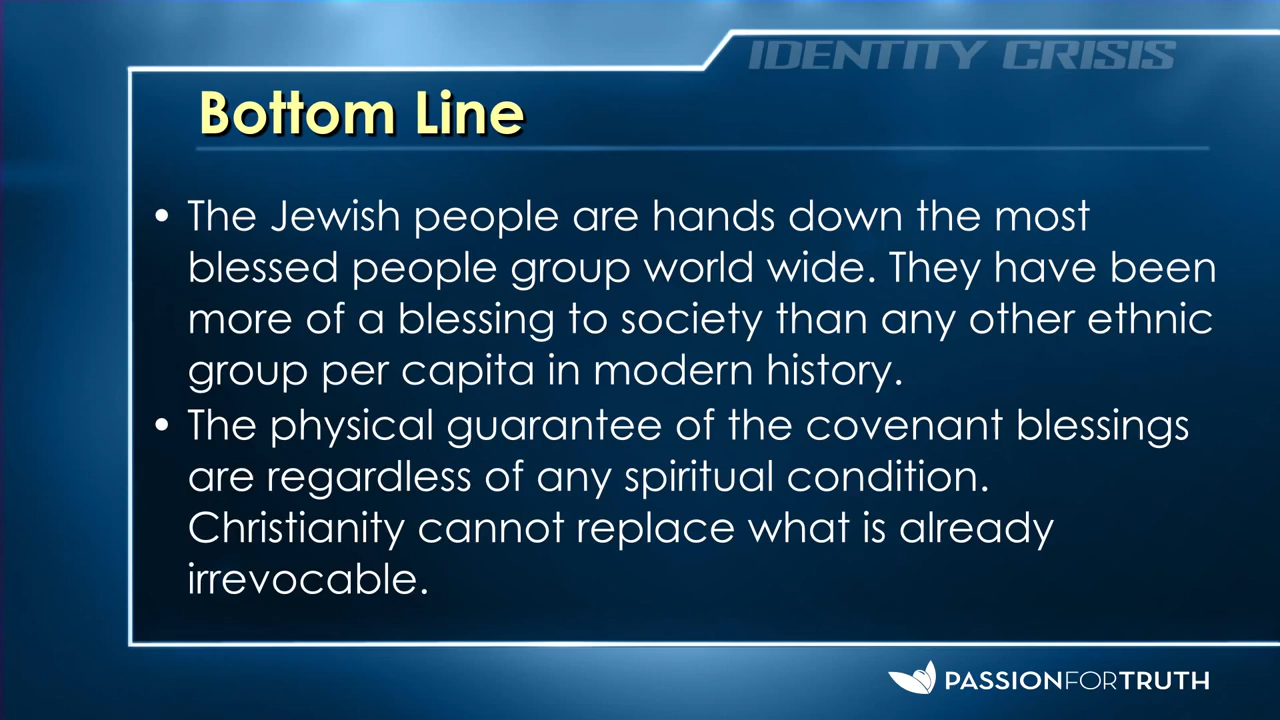 IDENTITY CRISIS
Bottom Line
• The Jewish people are hands down the most
blessed people group world wide. They have been
more of a blessing to society than any other ethnic
group per capita in modern history.
• The physical guarantee of the covenant blessings
are regardless of any spiritual condition.
Christianity cannot replace what is already
irrevocable.
PASSIONFORTRUTH